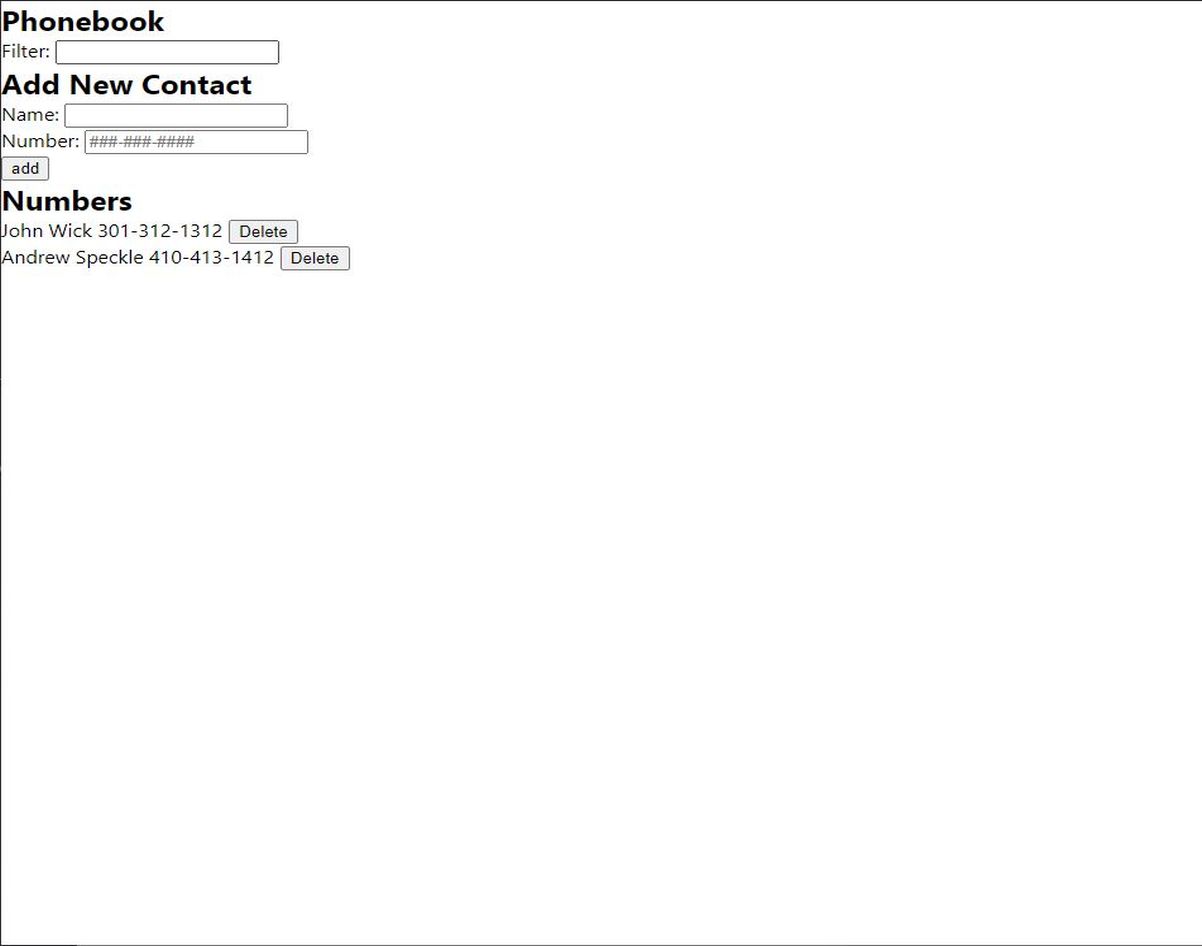 Phonebook
Filter:
Add New Contact
Name:
Number: ###-###-####
add
Numbers
John Wick 301-312-1312 Delete
Andrew Speckle 410-413-1412 Delete